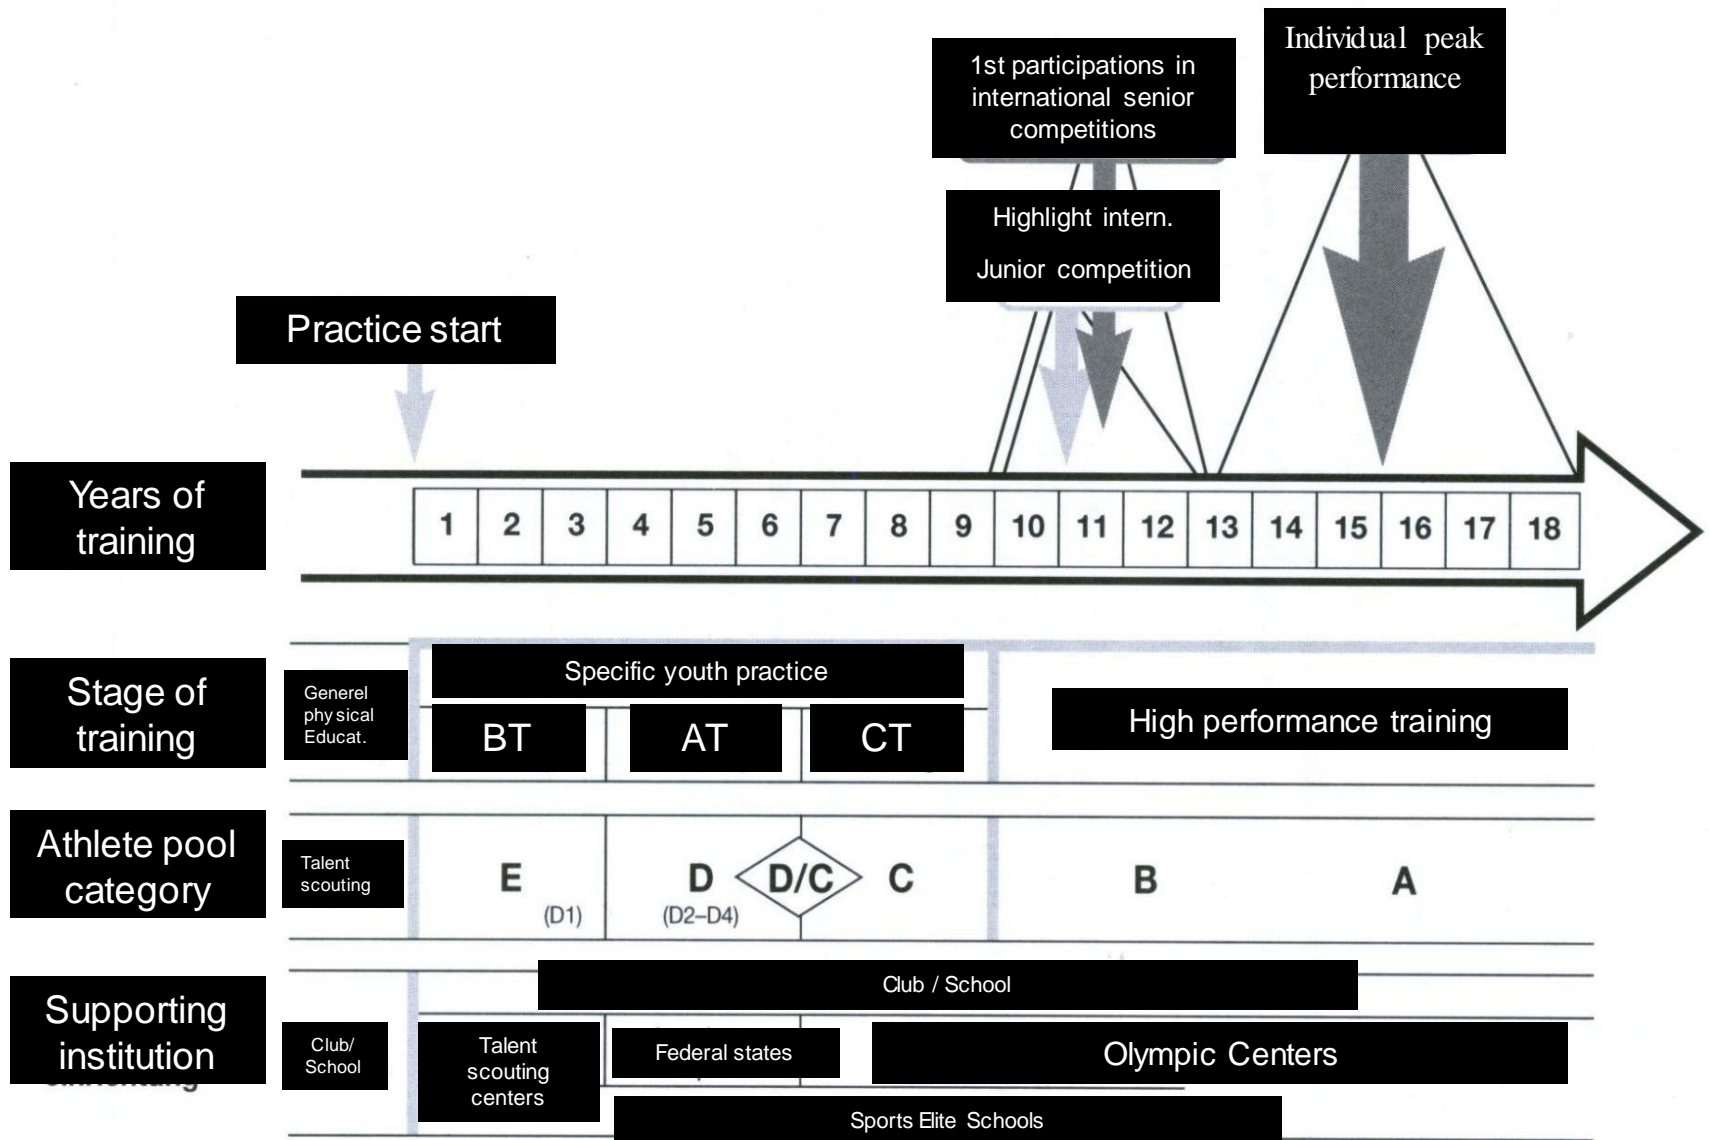 Individual peak
performance
1st participations in
international senior
competitions
Highlight intern.
Junior competition
Practice start
Years of
training
1 2 3 4 5 6 7 8 9 10 11 12 13 14 15 16 17 18
Stage of
training
Generel
physical
Educat.
Specific youth practice
BT AT CT
High performance training
Athlete pool
category
Talent
scouting
E D D/C C B A
(D1) (D2–D4)
Supporting
institution
Club/
School
Club / School
Talent
scouting
centers
Federal states
Olympic Centers
Sports Elite Schools